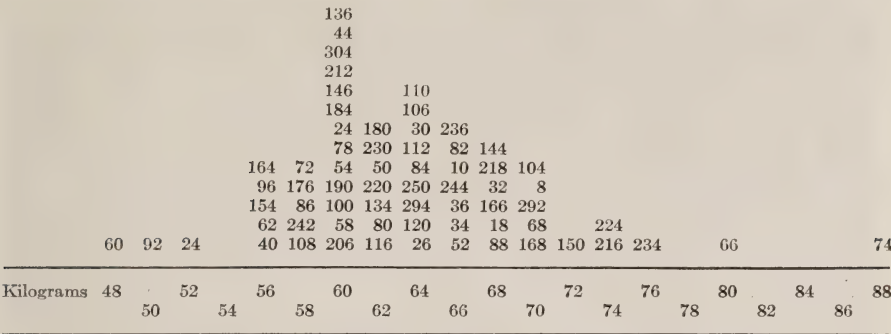 136
44
304
212
146 110
184 106
24 180 30 236
78 230 112 82 144
164 72 54 50 84 10 218 104
96 176 190 220 250 244 32 8
154 86 100 134 294 36 166 292
62 242 58 80 120 34 18 68 224
60 92 24 40 108 206 116 26 52 88 168 150 216 234 66 74
Kilograms 48 52 56 60 64 68 72 76 80 84 88
50 54 58 62 66 70 74 78 82 86